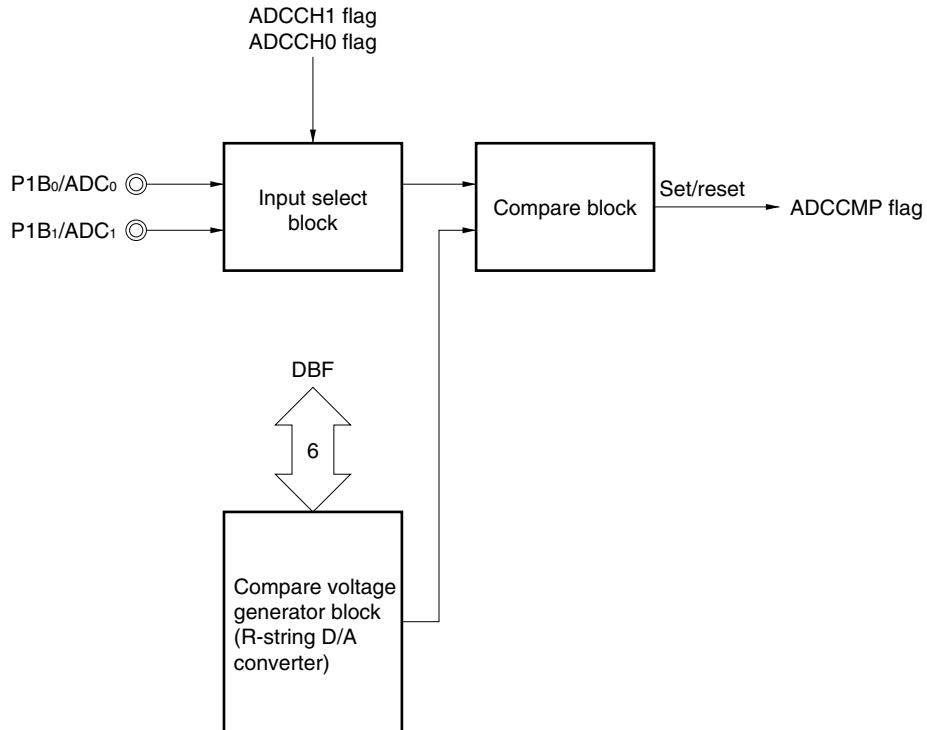 ADCCH1 flag
ADCCH0 flag
P1B₀/ADC₀
P1B₁/ADC₁
Input select
block
Compare block
Set/reset
ADCCMP flag
DBF
6
Compare voltage
generator block
(R-string D/A
converter)